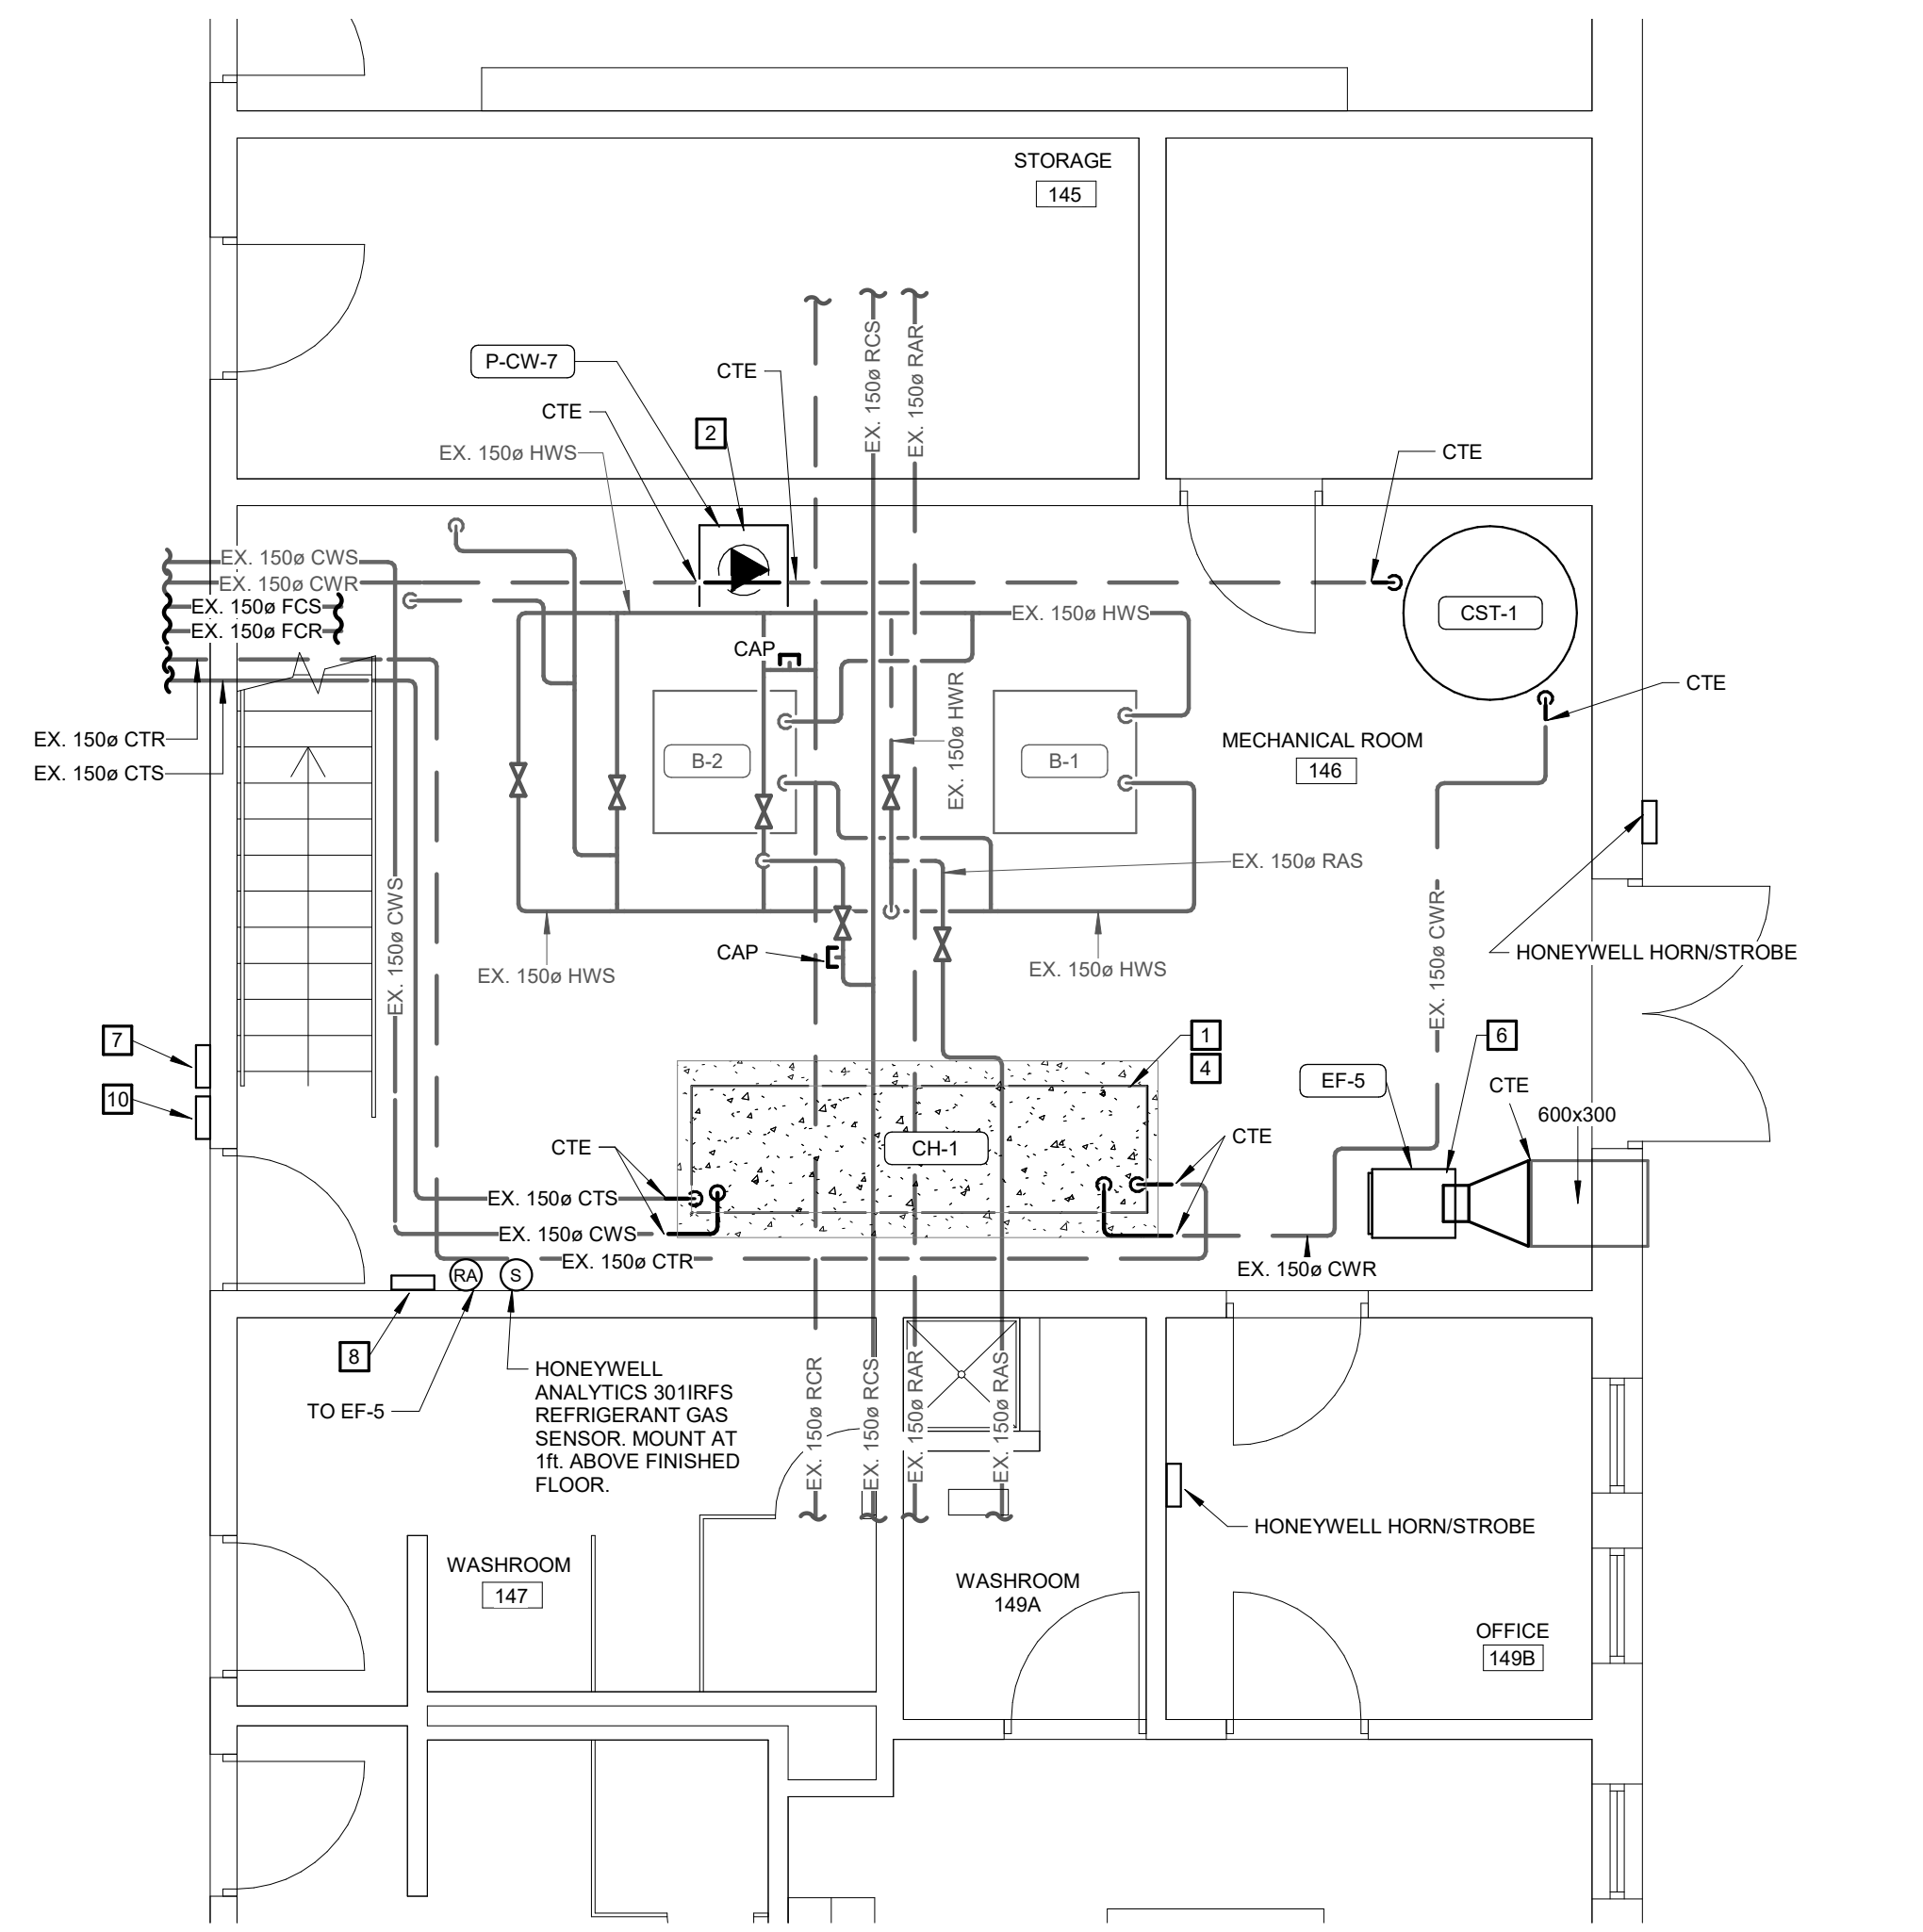 STORAGE
145
EX. 150ø RCS
EX. 150ø RAR
P-CW-7
CTE
CTE
2
EX. 150ø HWS
CTE
EX. 150ø CWS
EX. 150ø CWR
EX. 150ø FCS
EX. 150ø FCR
EX. 150ø HWS
CST-1
CAP
EX. 150ø HWR
CTE
EX. 150ø CTR
EX. 150ø CTS
B-2
B-1
MECHANICAL ROOM
146
EX. 150ø RAS
EX. 150ø CWS
EX. 150ø CWR
CAP
HONEYWELL HORN/STROBE
EX. 150ø HWS
EX. 150ø HWS
7
1
4
6
10
EF-5
CTE
600x300
CTE
CH-1
CTE
EX. 150ø CTS
EX. 150ø CWS
EX. 150ø CTR
EX. 150ø CWR
RA
S
8
TO EF-5
HONEYWELL
ANALYTICS 301IRFS
REFRIGERANT GAS
SENSOR. MOUNT AT
1ft. ABOVE FINISHED
FLOOR.
EX. 150ø RCR
EX. 150ø RCS
EX. 150ø RAR
EX. 150ø RAS
HONEYWELL HORN/STROBE
WASHROOM
147
WASHROOM
149A
OFFICE
149B